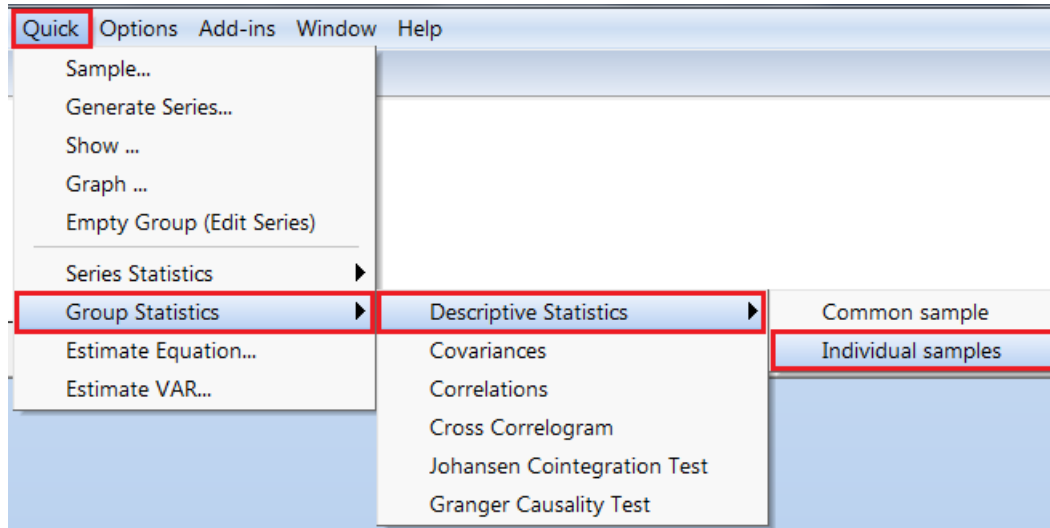 Quick Options Add-ins Window Help
Sample...
Generate Series...
Show ...
Graph ...
Empty Group (Edit Series)
Series Statistics
Group Statistics
Estimate Equation...
Estimate VAR...
Descriptive Statistics
Covariances
Correlations
Cross Correlogram
Johansen Cointegration Test
Granger Causality Test
Common sample
Individual samples